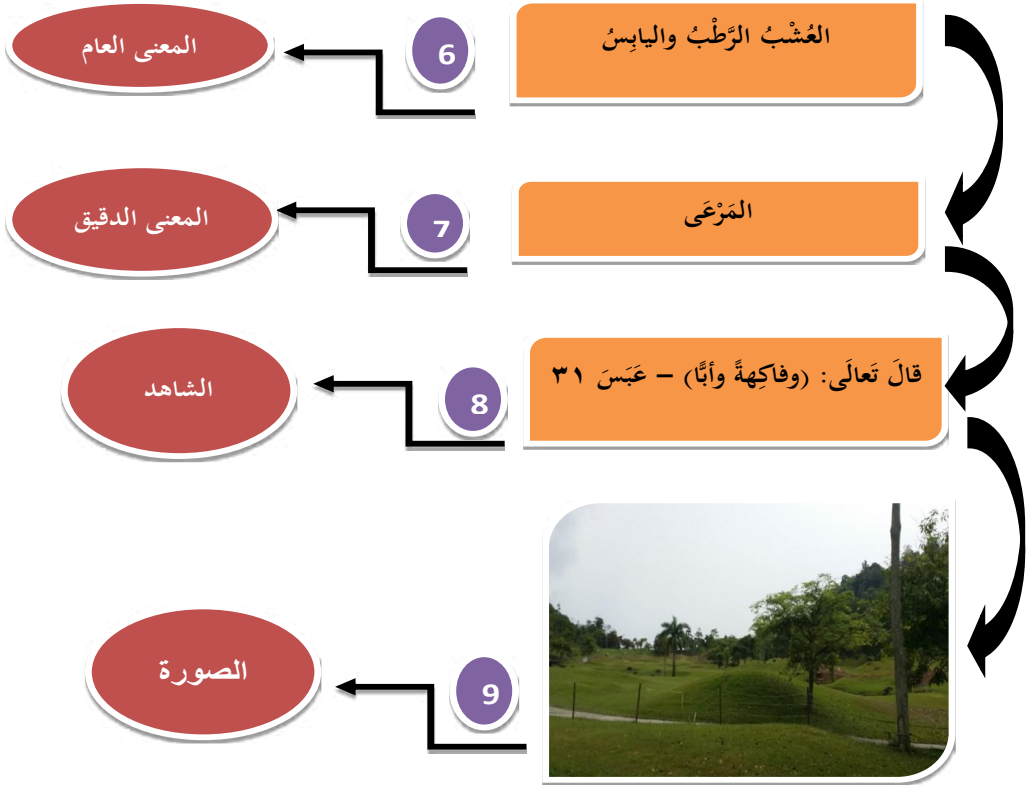 العُشْبُ الرَّطْبُ واليابِسُ
6
المعنى العام
المَرْعَى
7
المعنى الدقيق
قالَ تَعالَى: (وفاكِهةً وأبًّا) – عَبَسَ ٣١
8
الشاهد
9
الصورة